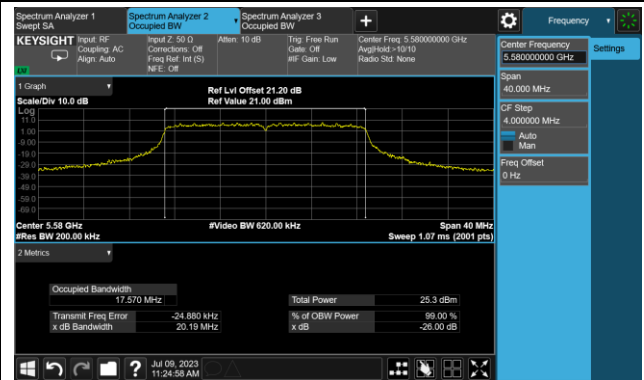 Spectrum Analyzer 1
Swept SA
Spectrum Analyzer 2
Occupied BW
Spectrum Analyzer 3
Occupied BW
+
Frequency
KEYSIGHT
Input: RF
Coupling: AC
Align: Auto
Input Z: 50 Ω
Corrections: Off
Freq Ref: Int (S)
NFE: Off
Atten: 10 dB
Trig: Free Run
Gate: Off
#IF Gain: Low
Center Freq: 5.580000000 GHz
Avg|Hold:>10/10
Radio Std: None
Center Frequency
5.580000000 GHz
Settings
Span
40.000 MHz
CF Step
4.000000 MHz
Auto
Man
Freq Offset
0 Hz
1 Graph
Scale/Div 10.0 dB
Ref Lvl Offset 21.20 dB
Ref Value 21.00 dBm
Log
11.0
1.00
-9.00
-19.0
-29.0
-39.0
-49.0
-59.0
-69.0
Center 5.58 GHz
#Res BW 200.00 kHz
#Video BW 620.00 kHz
Span 40 MHz
Sweep 1.07 ms (2001 pts)
2 Metrics
Occupied Bandwidth
17.570 MHz
Transmit Freq Error -24.880 kHz
x dB Bandwidth 20.19 MHz
Total Power 25.3 dBm
% of OBW Power 99.00 %
x dB -26.00 dB
?
Jul 09, 2023
11:24:58 AM